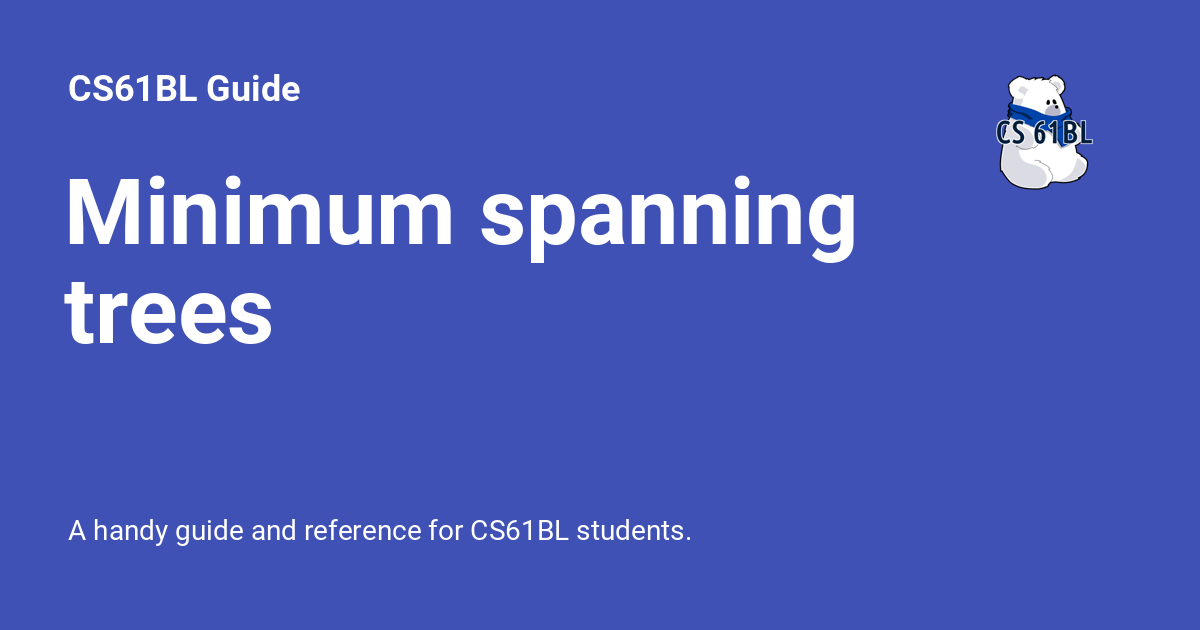 CS61BL Guide
CS 61BL
Minimum spanning
trees
A handy guide and reference for CS61BL students.